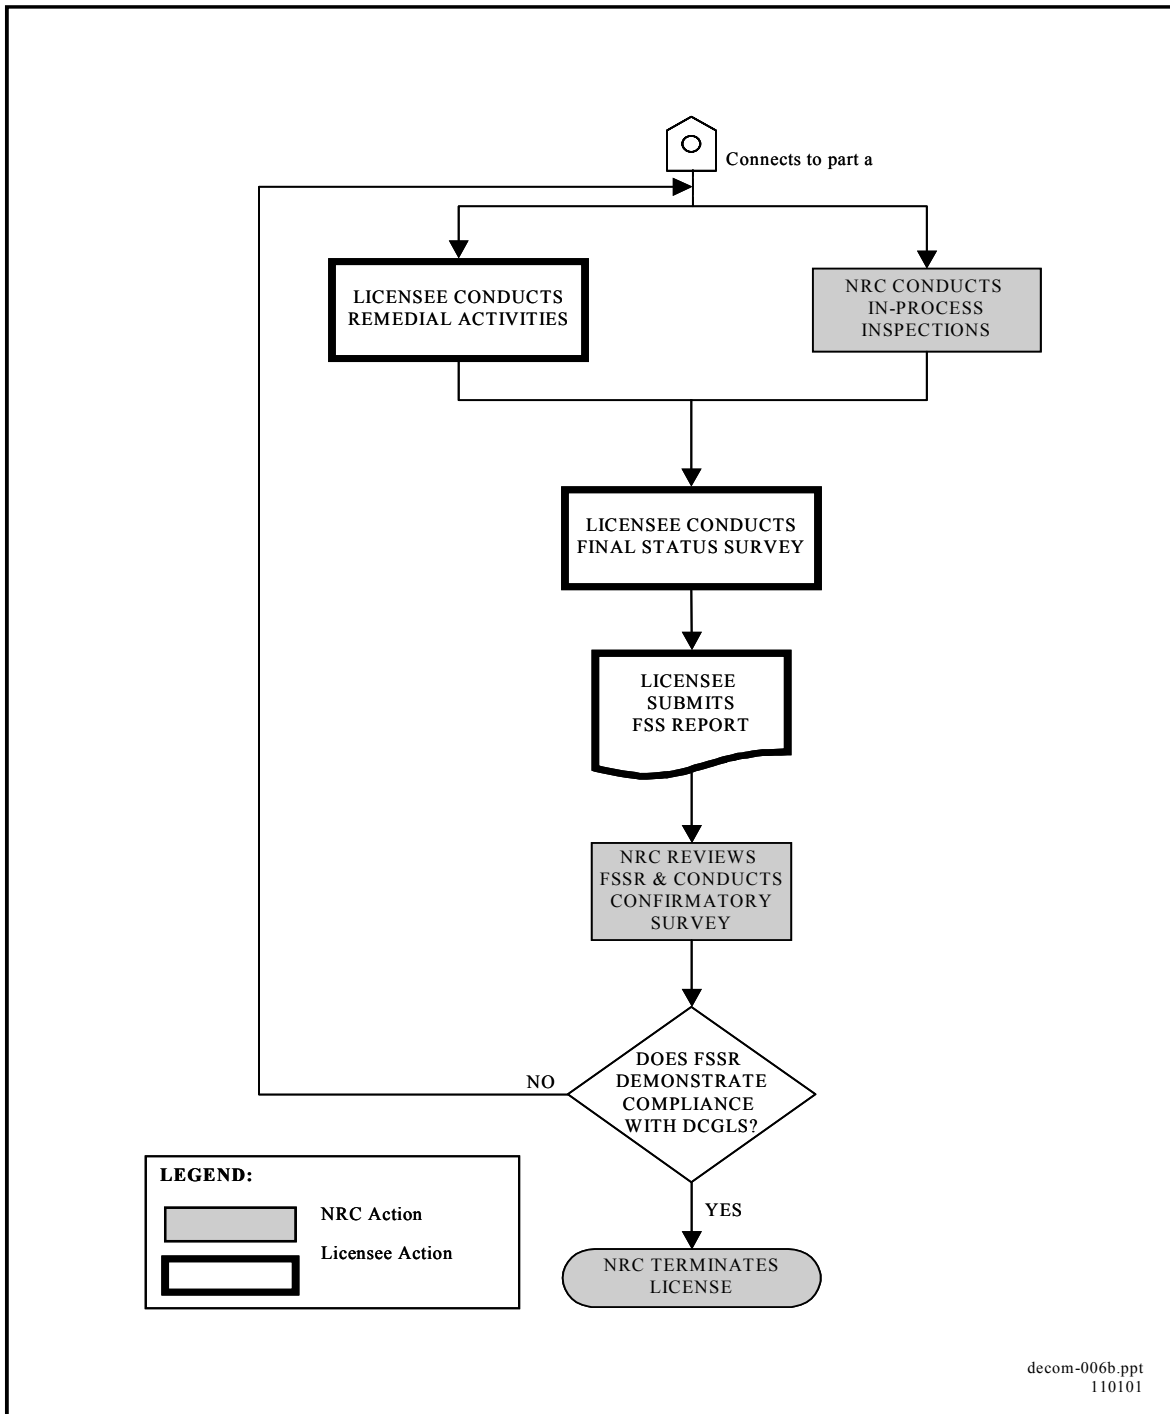 Connects to part a
LICENSEE CONDUCTS
REMEDIAL ACTIVITIES
NRC CONDUCTS
IN-PROCESS
INSPECTIONS
LICENSEE CONDUCTS
FINAL STATUS SURVEY
LICENSEE
SUBMITS
FSS REPORT
NRC REVIEWS
FSSR & CONDUCTS
CONFIRMATORY
SURVEY
DOES FSSR
DEMONSTRATE
COMPLIANCE
WITH DCGLS?
NO
YES
NRC TERMINATES
LICENSE
LEGEND:
NRC Action
Licensee Action
decom-006b.ppt
110101